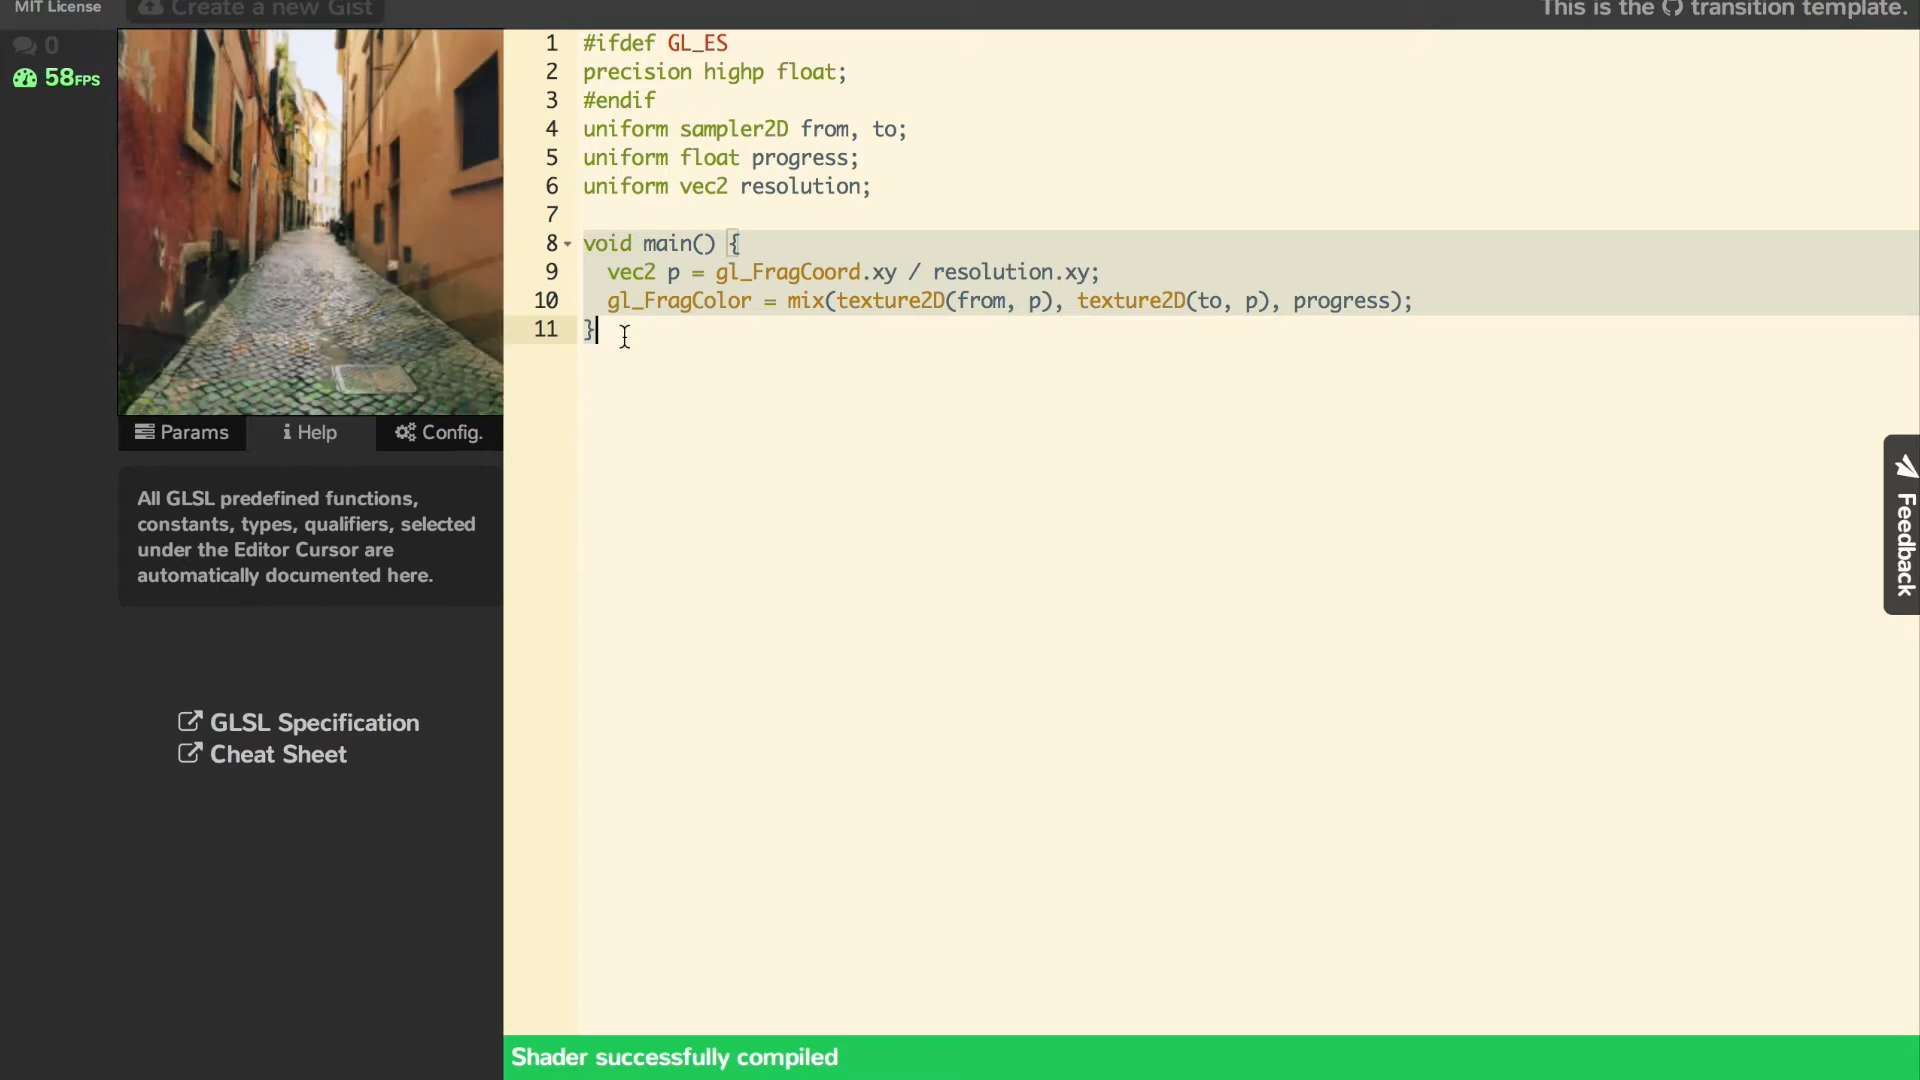 MIT License
Create a new Gist
This is the transition template.
0
58FPS
Params
Help
Config.
All GLSL predefined functions,
constants, types, qualifiers, selected
under the Editor Cursor are
automatically documented here.
GLSL Specification
Cheat Sheet
1 #ifdef GL_ES
2 precision highp float;
3 #endif
4 uniform sampler2D from, to;
5 uniform float progress;
6 uniform vec2 resolution;
7
8 void main() {
9 vec2 p = gl_FragCoord.xy / resolution.xy;
10 gl_FragColor = mix(texture2D(from, p), texture2D(to, p), progress);
11 }
Feedback
Shader successfully compiled